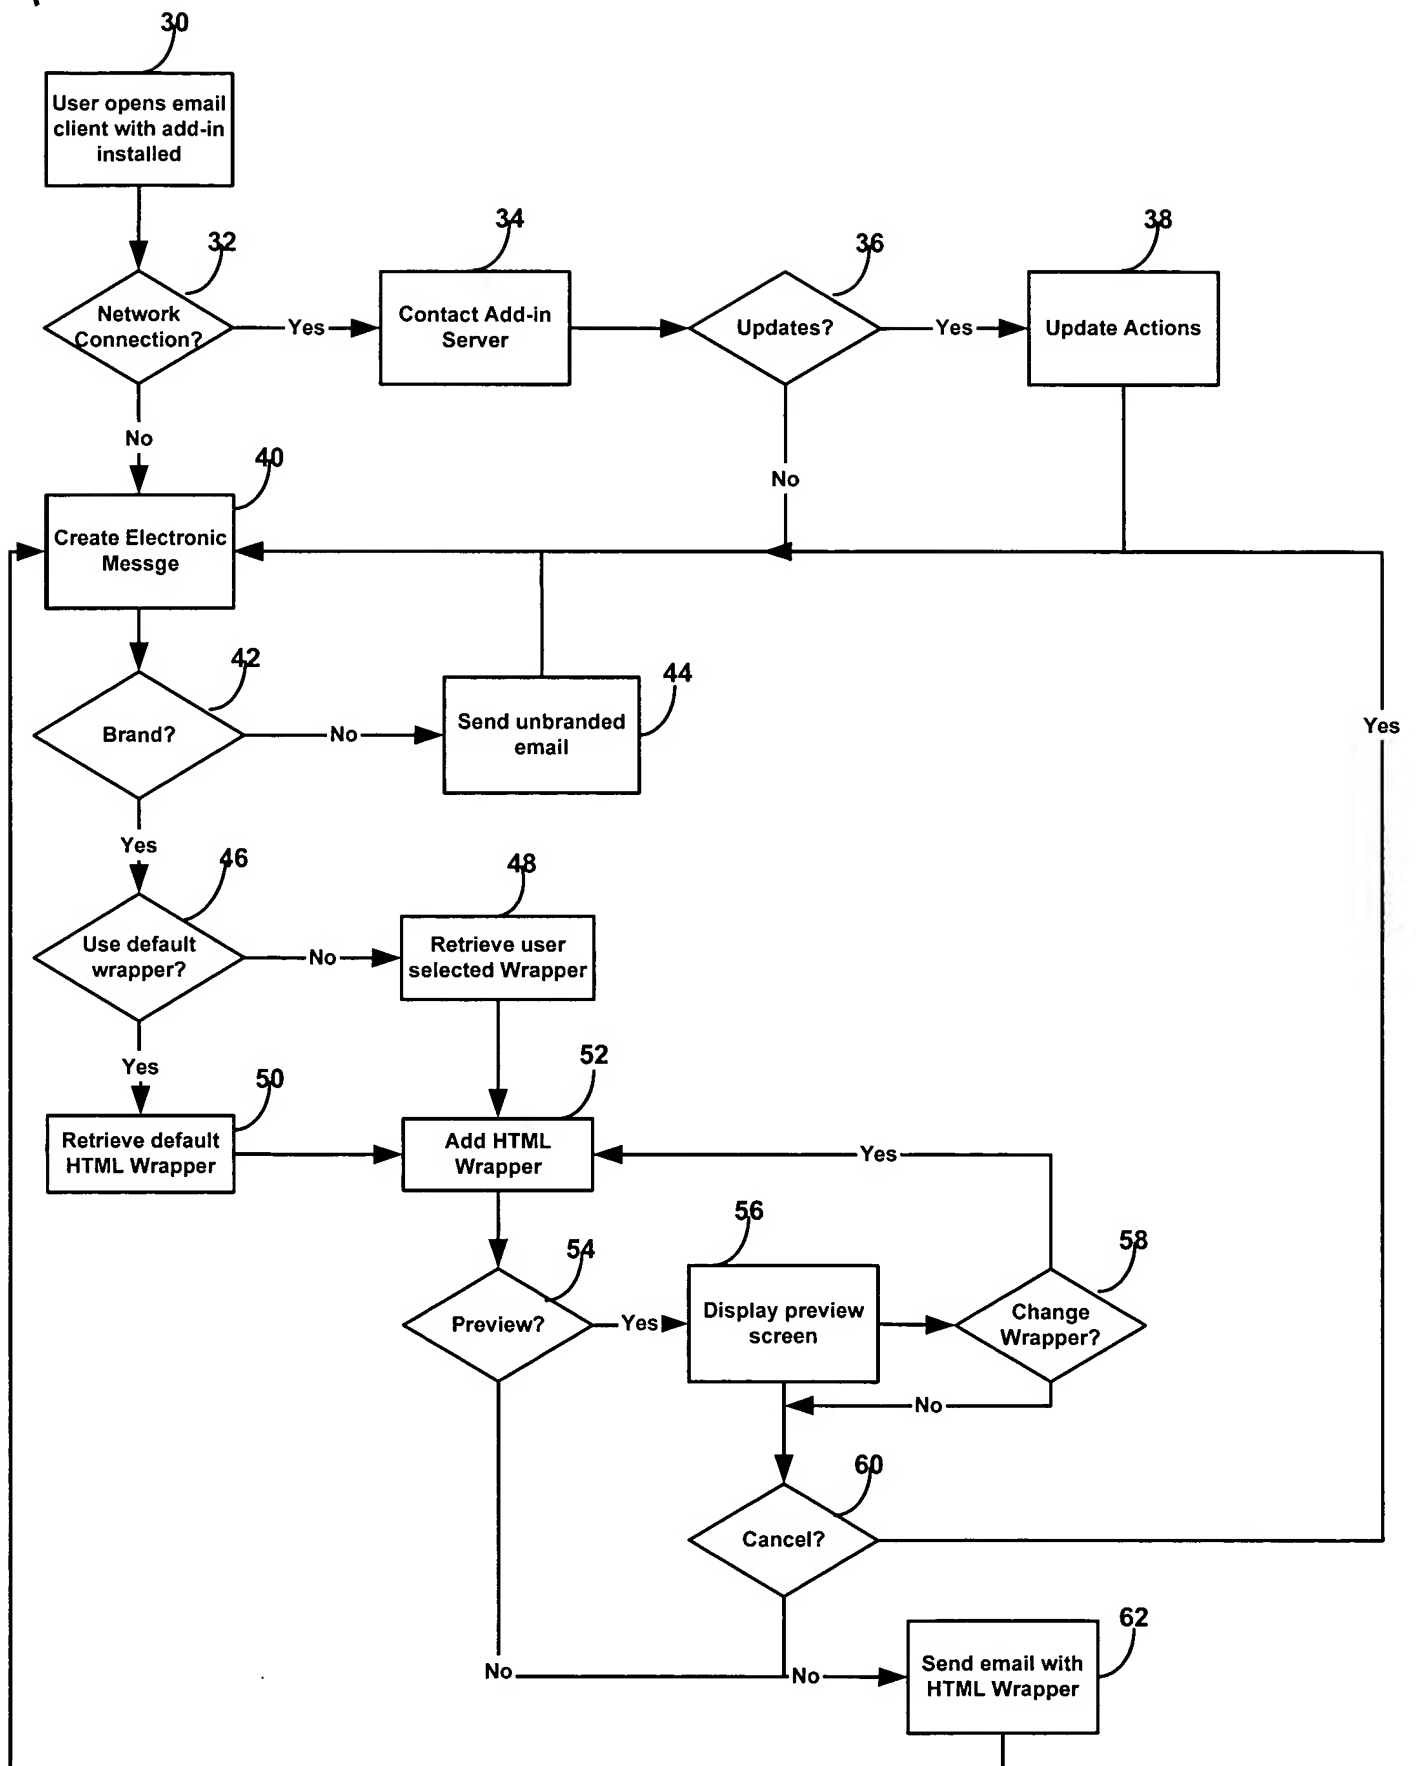 30
User opens email
client with add-in
installed
32
34
36
38
Network
Connection?
Yes
Contact Add-in
Server
Updates?
Yes
Update Actions
No
No
40
Create Electronic
Messge
42
44
Brand?
No
Send unbranded
email
Yes
Yes
46
48
Use default
wrapper?
No
Retrieve user
selected Wrapper
Yes
50
52
Retrieve default
HTML Wrapper
Add HTML
Wrapper
Yes
54
56
58
Preview?
Yes
Display preview
screen
Change
Wrapper?
No
60
Cancel?
62
No
No
Send email with
HTML Wrapper